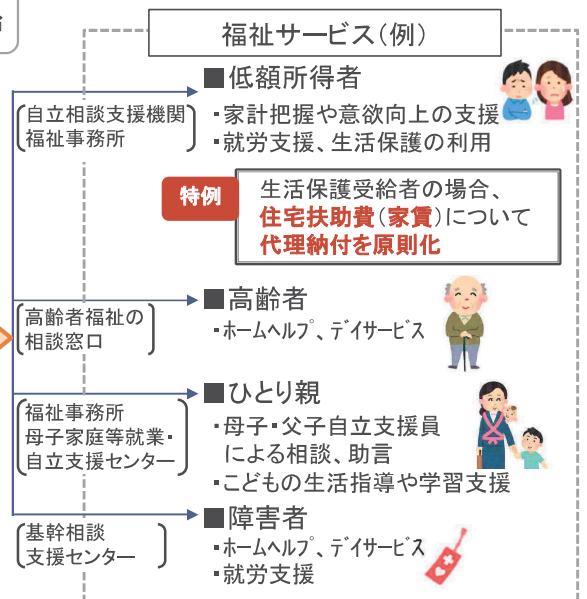 福祉サービス(例)
■低額所得者
・家計把握や意欲向上の支援
・就労支援、生活保護の利用
自立相談支援機関
福祉事務所
特例
生活保護受給者の場合、
住宅扶助費(家賃)について
代理納付を原則化
■高齢者
・ホームヘルプ、デイサービス
高齢者福祉の
相談窓口
■ひとり親
・母子・父子自立支援員
による相談、助言
・こどもの生活指導や学習支援
福祉事務所
母子家庭等就業・
自立支援センター
■障害者
・ホームヘルプ、デイサービス
・就労支援
基幹相談
支援センター